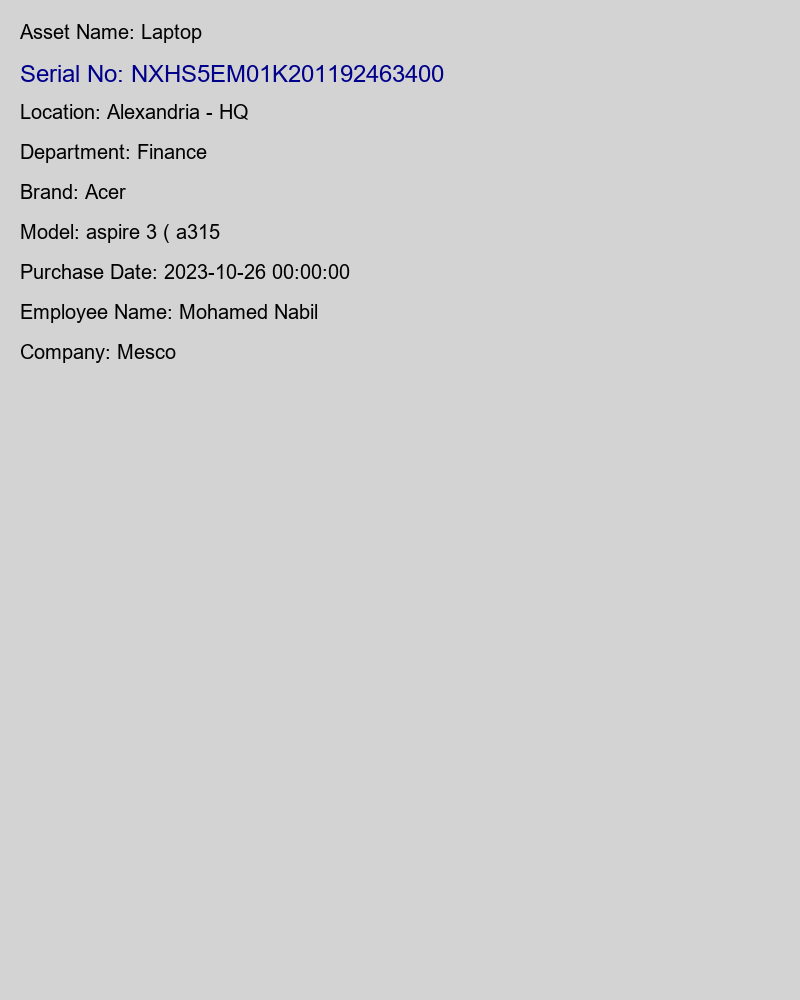 Asset Name: Laptop
Serial No: NXHS5EM01K201192463400
Location: Alexandria - HQ
Department: Finance
Brand: Acer
Model: aspire 3 ( a315
Purchase Date: 2023-10-26 00:00:00
Employee Name: Mohamed Nabil
Company: Mesco